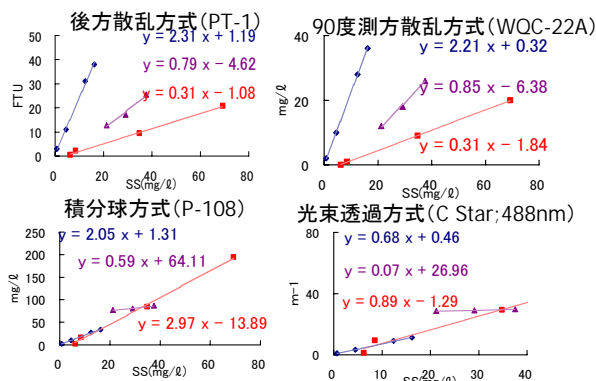 後方散乱方式(PT-1)
FTU
50
40
30
20
10
0
y = 2.31 x + 1.19
y = 0.79 x − 4.62
y = 0.31 x − 1.08
0 20 40 60 80
SS(mg/ℓ)
90度測方散乱方式(WQC-22A)
mg/ℓ
40
30
20
10
0
y = 2.21 x + 0.32
y = 0.85 x − 6.38
y = 0.31 x − 1.84
0 20 40 60 80
SS(mg/ℓ)
積分球方式(P-108)
mg/ℓ
250
200
150
100
50
0
y = 2.05 x + 1.31
y = 0.59 x + 64.11
y = 2.97 x − 13.89
0 20 40 60 80
SS(mg/ℓ)
光束透過方式(C Star;488nm)
m-1
80
40
0
y = 0.68 x + 0.46
y = 0.07 x + 26.96
y = 0.89 x − 1.29
0 10 20 30 40
SS(mg/ℓ)